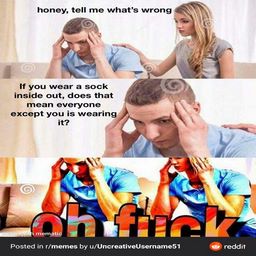 honey, tell me what's wrong
If you wear a sock
inside out, does that
mean everyone
except you is wearing
it?
oh fuck
Posted in r/memes by u/UncreativeUsername51
reddit